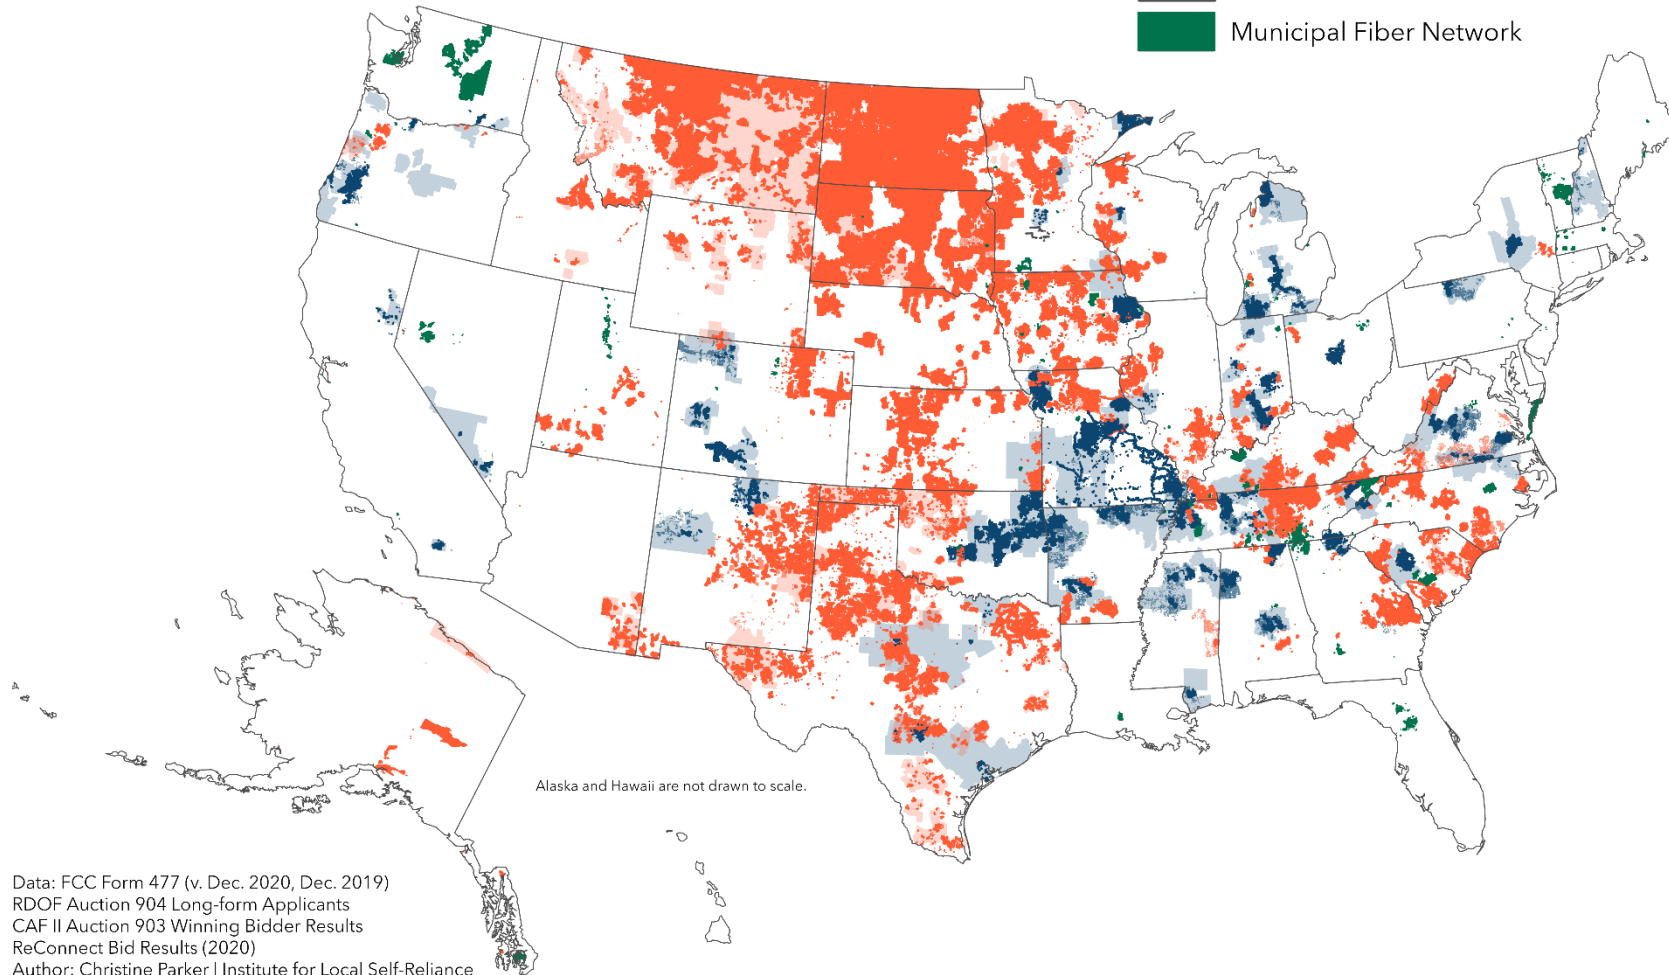 Municipal Fiber Network
Alaska and Hawaii are not drawn to scale.
Data: FCC Form 477 (v. Dec. 2020, Dec. 2019)
RDOF Auction 904 Long-form Applicants
CAF II Auction 903 Winning Bidder Results
ReConnect Bid Results (2020)
Author: Christine Parker | Institute for Local Self-Reliance